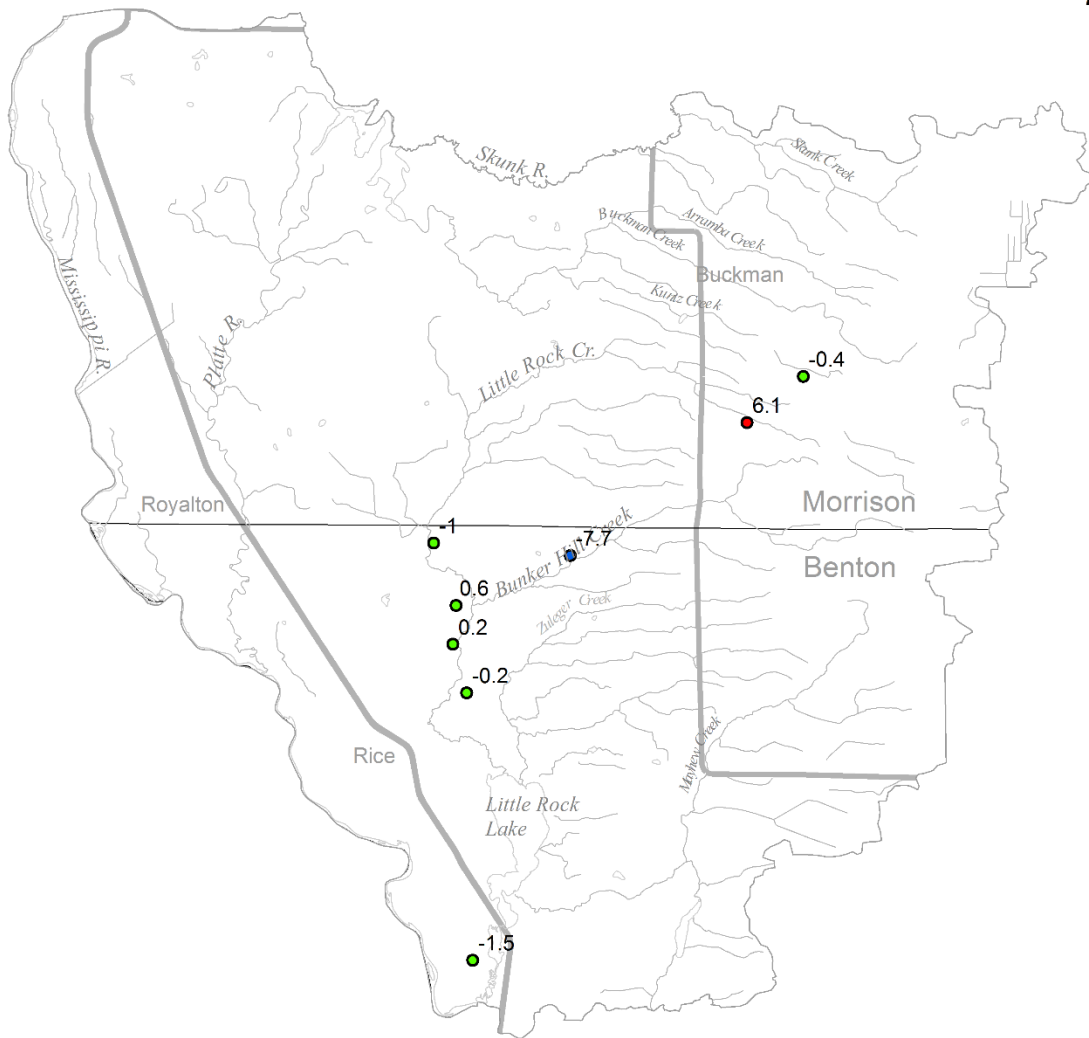 Skunk R.
Skunk Creek
Buckman Creek
Arramba Creek
Buckman
Mississippi R.
Kuntz Creek
Platte R.
Little Rock Cr.
-0.4
6.1
Royalton
Morrison
-1
-7.7
Bunker Hill Creek
Benton
0.6
Zuleger Creek
0.2
-0.2
Rice
Mayhew Creek
Little Rock
Lake
-1.5